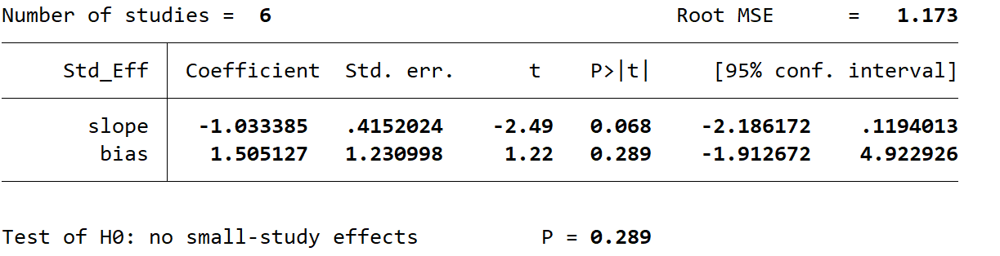 Number of studies = 6 Root MSE = 1.173
Std_Eff Coefficient Std. err. t P>|t| [95% conf. interval]
slope -1.033385 .4152024 -2.49 0.068 -2.186172 .1194013
bias 1.505127 1.230998 1.22 0.289 -1.912672 4.922926
Test of H0: no small-study effects P = 0.289